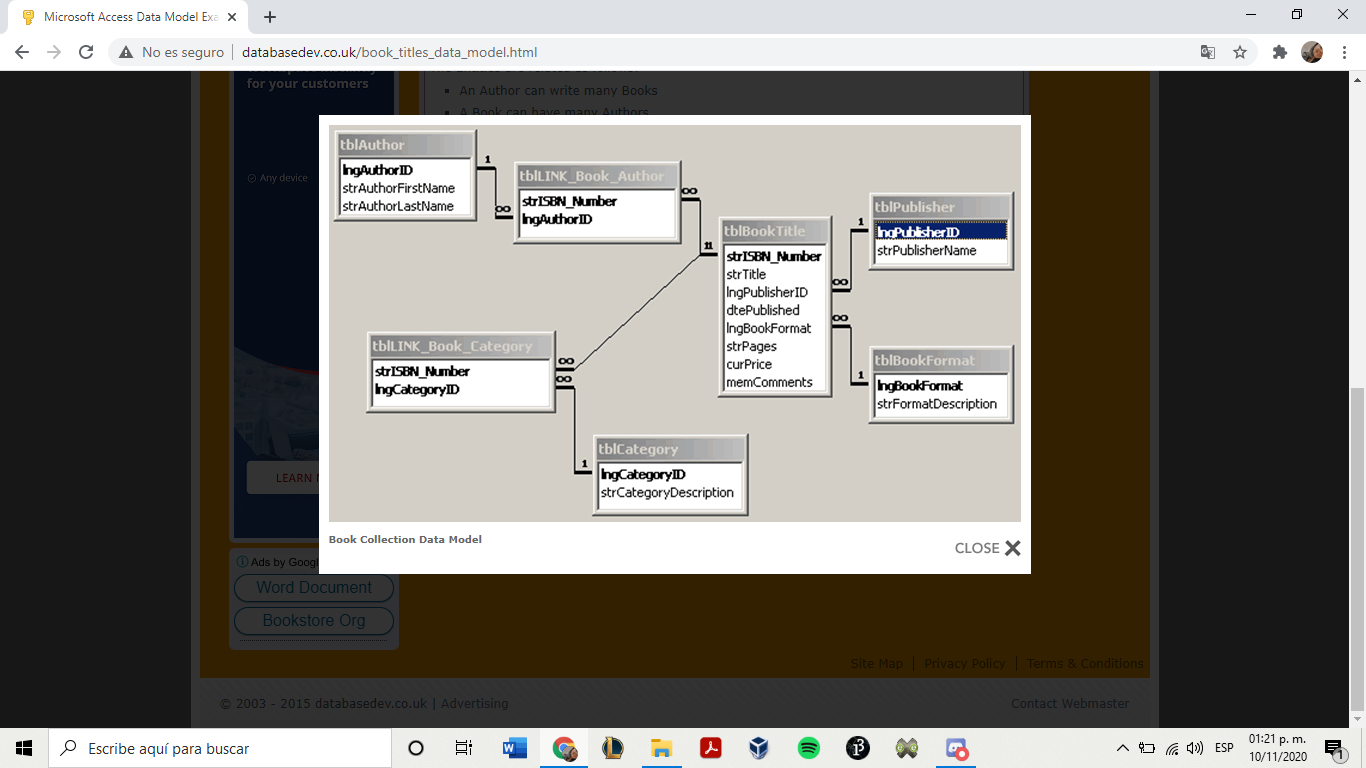 Microsoft Access Data Model Exa
No es seguro
databasedev.co.uk/book_titles_data_model.html
for your customers
Any device
LEARN
An Author can write many Books
A Book can have many Authors
tblAuthor
lngAuthorID
strAuthorFirstName
strAuthorLastName
1
∞
tblLINK_Book_Author
strISBN_Number
lngAuthorID
∞
11
tblBookTitle
strISBN_Number
strTitle
lngPublisherID
dtePublished
lngBookFormat
strPages
curPrice
memComments
∞
∞
1
tblPublisher
lngPublisherID
strPublisherName
1
tblBookFormat
lngBookFormat
strFormatDescription
tblLINK_Book_Category
strISBN_Number
lngCategoryID
∞
∞
1
tblCategory
lngCategoryID
strCategoryDescription
Book Collection Data Model
CLOSE
Ads by Goog
Word Document
Bookstore Org
Site Map | Privacy Policy | Terms & Conditions
© 2003 - 2015 databasedev.co.uk | Advertising
Contact Webmaster
Escribe aquí para buscar
ESP
01:21 p. m.
10/11/2020
1